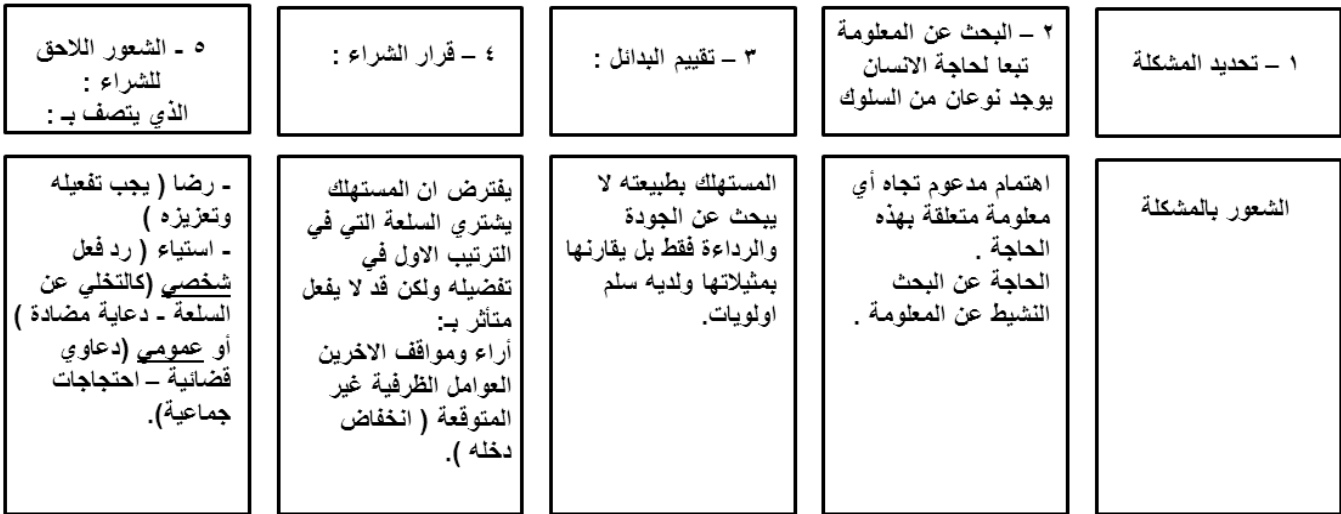 ١ – تحديد المشكلة
الشعور بالمشكلة
٢ – البحث عن المعلومة
تبعا لحاجة الانسان
يوجد نوعان من السلوك
اهتمام مدعوم تجاه أي
معلومة متعلقة بهذه
الحاجة .
الحاجة عن البحث
النشيط عن المعلومة .
٣ – تقييم البدائل :
المستهلك بطبيعته لا
يبحث عن الجودة
والرداءة فقط بل يقارنها
بمثيلاتها ولديه سلم
اولويات.
٤ – قرار الشراء :
يفترض ان المستهلك
يشتري السلعة التي في
الترتيب الاول في
تفضيله ولكن قد لا يفعل
متأثر بـ:
أراء ومواقف الاخرين
العوامل الظرفية غير
المتوقعة ( انخفاض
دخله ).
٥ - الشعور اللاحق
للشراء :
الذي يتصف بـ :
- رضا ( يجب تفعيله
وتعزيزه )
- استياء ( رد فعل
شخصي (كالتخلي عن
السلعة - دعاية مضادة )
أو عمومي (دعاوي
قضائية – احتجاجات
جماعية).